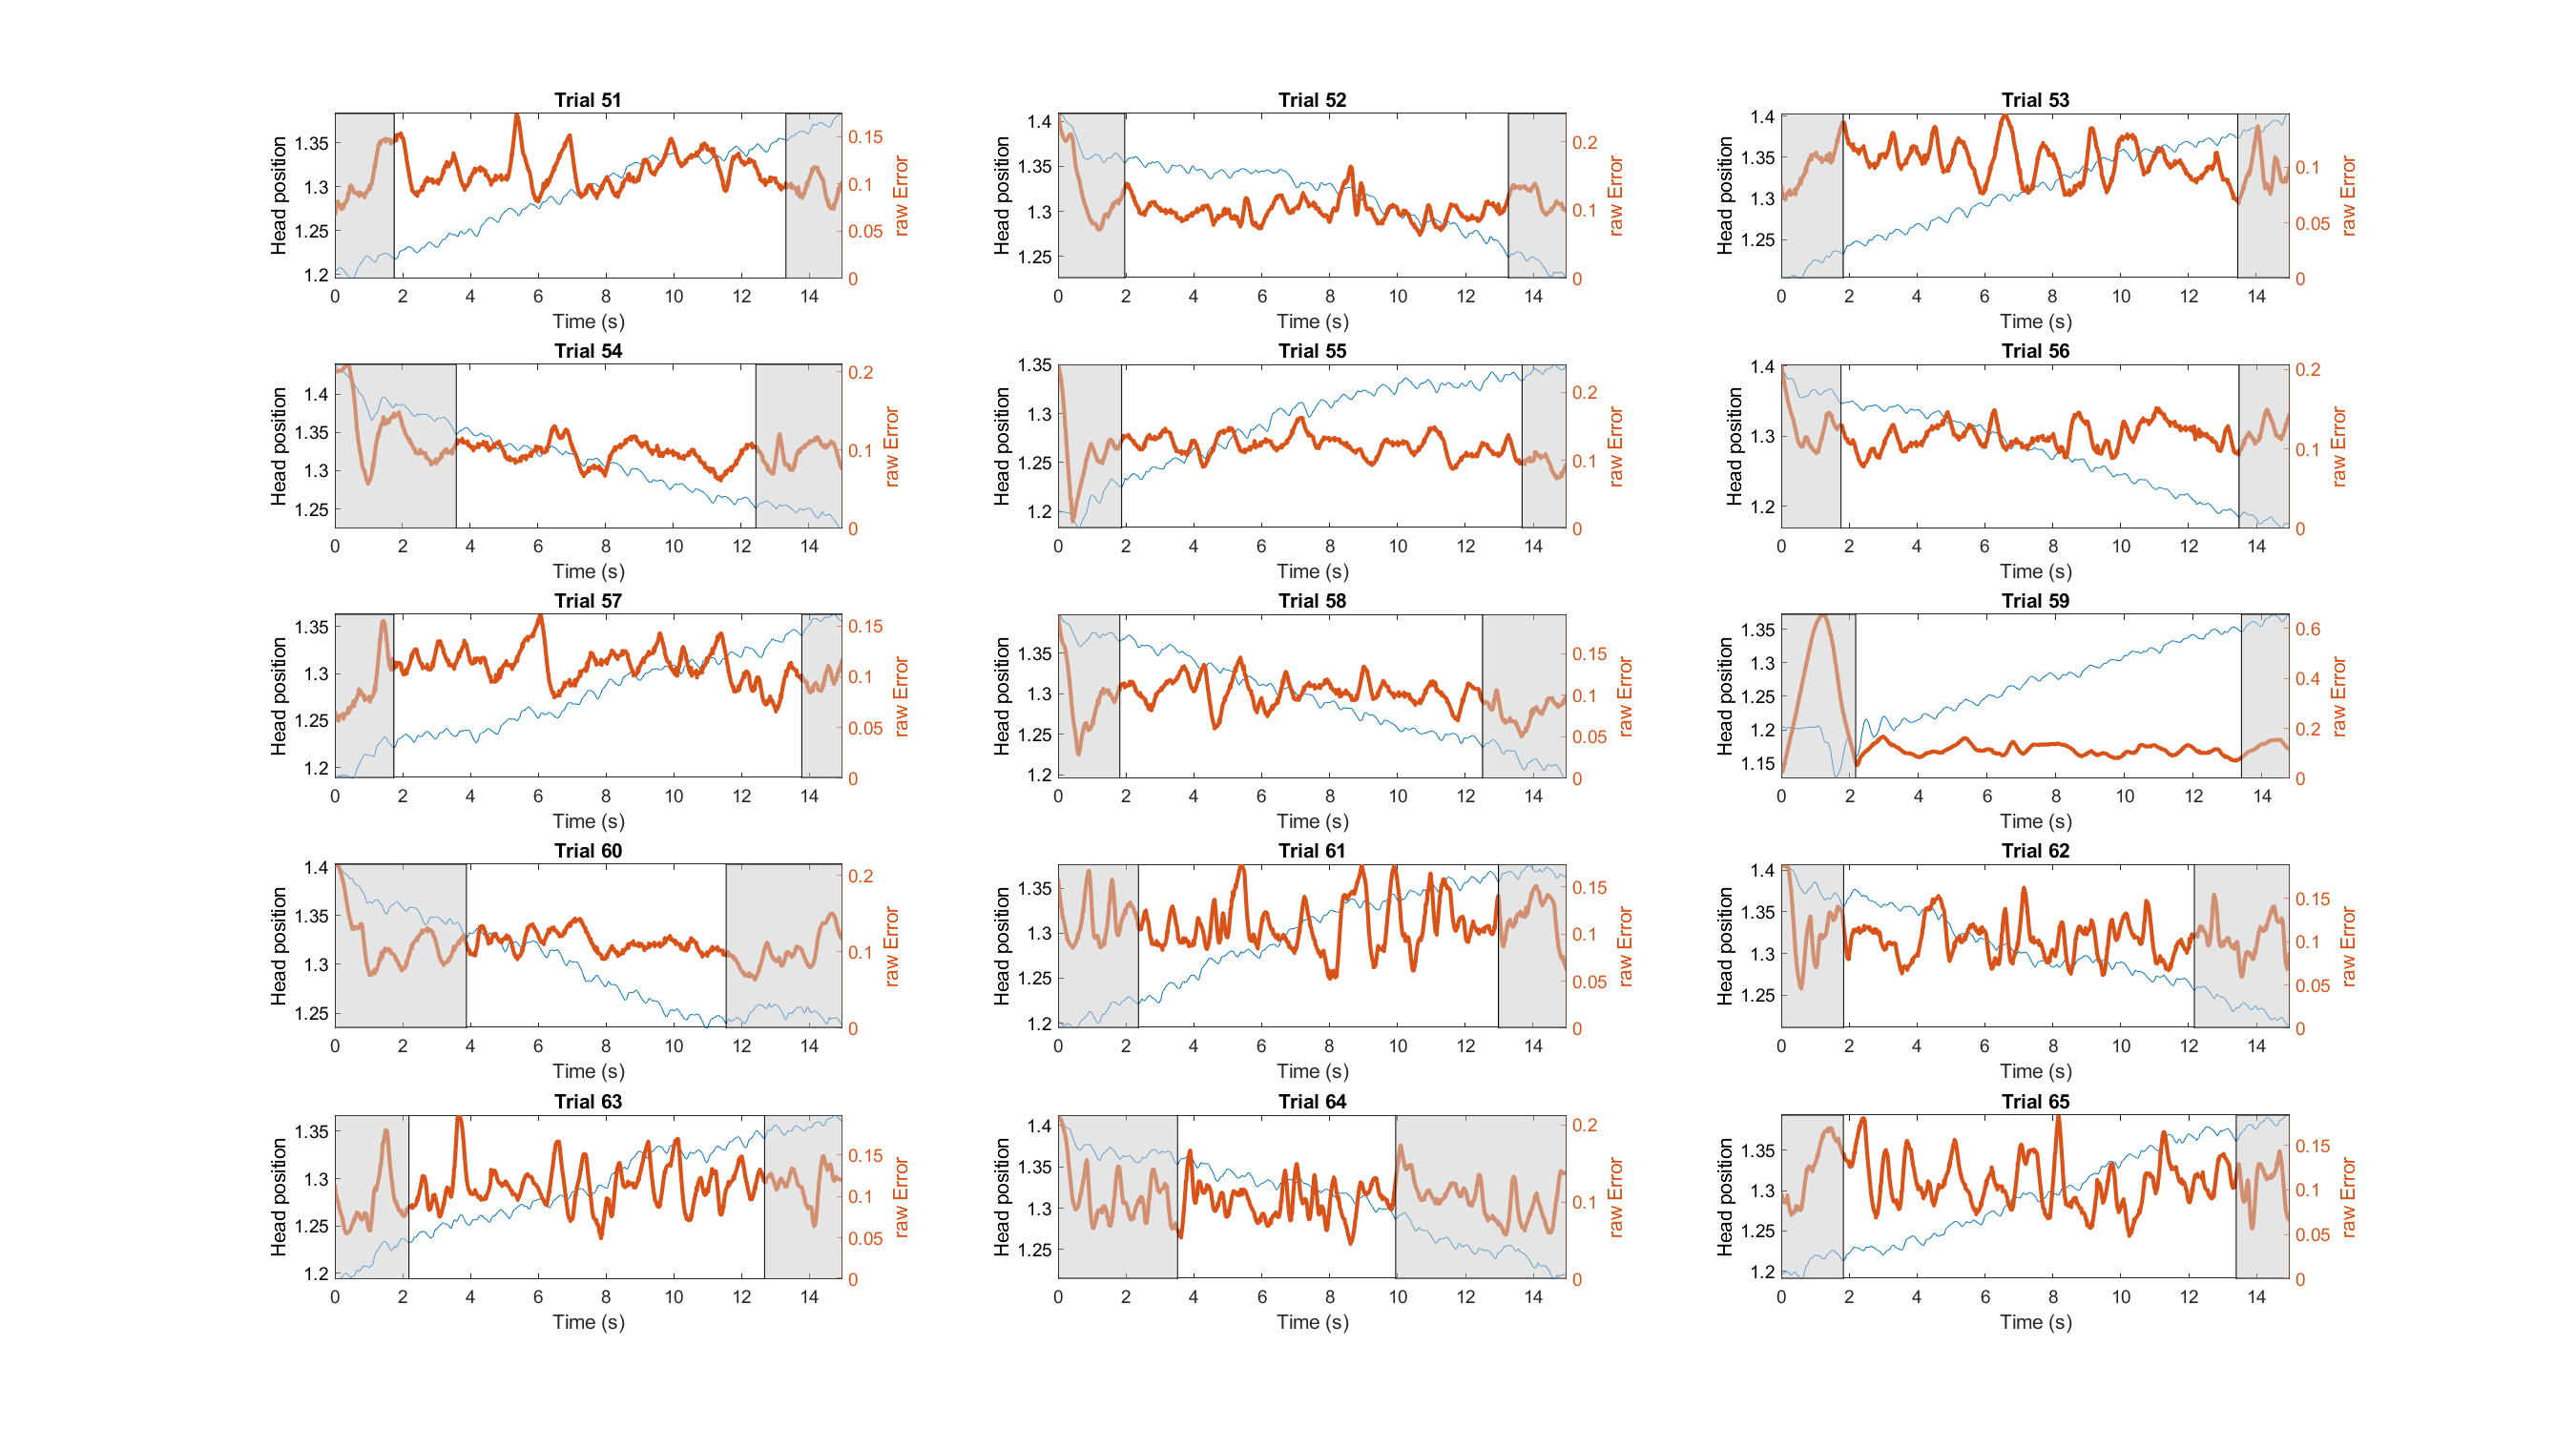 Trial 51
Head position
1.35
1.3
1.25
1.2
0.15
0.1
0.05
0
raw Error
0 2 4 6 8 10 12 14
Time (s)
Trial 52
Head position
1.4
1.35
1.3
1.25
0.2
0.1
0
raw Error
0 2 4 6 8 10 12 14
Time (s)
Trial 53
Head position
1.4
1.35
1.3
1.25
0.1
0.05
0
raw Error
0 2 4 6 8 10 12 14
Time (s)
Trial 54
Head position
1.4
1.35
1.3
1.25
0.2
0.1
0
raw Error
0 2 4 6 8 10 12 14
Time (s)
Trial 55
Head position
1.35
1.3
1.25
1.2
0.2
0.1
0
raw Error
0 2 4 6 8 10 12 14
Time (s)
Trial 56
Head position
1.4
1.3
1.2
0.2
0.1
0
raw Error
0 2 4 6 8 10 12 14
Time (s)
Trial 57
Head position
1.35
1.3
1.25
1.2
0.15
0.1
0.05
0
raw Error
0 2 4 6 8 10 12 14
Time (s)
Trial 58
Head position
1.35
1.3
1.25
1.2
0.15
0.1
0.05
0
raw Error
0 2 4 6 8 10 12 14
Time (s)
Trial 59
Head position
1.35
1.3
1.25
1.2
1.15
0.6
0.4
0.2
0
raw Error
0 2 4 6 8 10 12 14
Time (s)
Trial 60
Head position
1.4
1.35
1.3
1.25
0.2
0.1
0
raw Error
0 2 4 6 8 10 12 14
Time (s)
Trial 61
Head position
1.35
1.3
1.25
1.2
0.15
0.1
0.05
0
raw Error
0 2 4 6 8 10 12 14
Time (s)
Trial 62
Head position
1.4
1.35
1.3
1.25
0.15
0.1
0.05
0
raw Error
0 2 4 6 8 10 12 14
Time (s)
Trial 63
Head position
1.35
1.3
1.25
1.2
0.15
0.1
0.05
0
raw Error
0 2 4 6 8 10 12 14
Time (s)
Trial 64
Head position
1.4
1.35
1.3
1.25
0.2
0.1
0
raw Error
0 2 4 6 8 10 12 14
Time (s)
Trial 65
Head position
1.35
1.3
1.25
1.2
0.15
0.1
0.05
0
raw Error
0 2 4 6 8 10 12 14
Time (s)